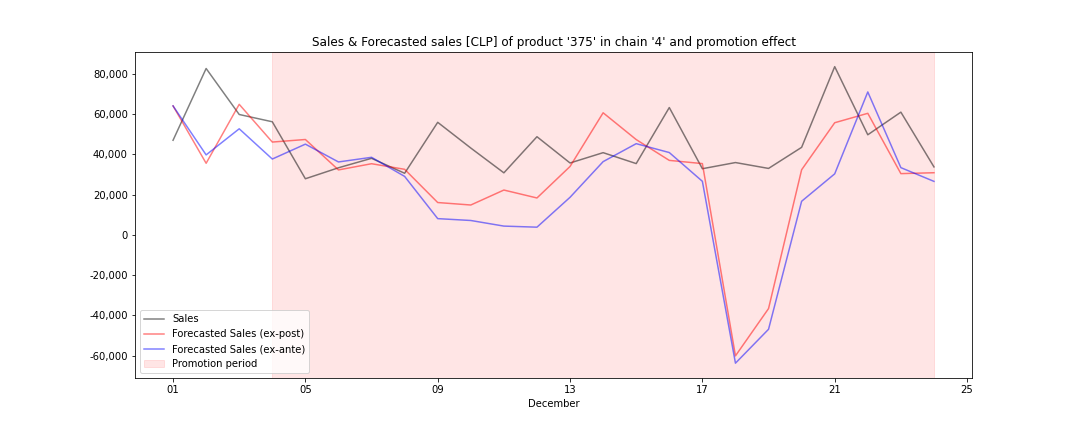 Sales & Forecasted sales [CLP] of product '375' in chain '4' and promotion effect
80,000
60,000
40,000
20,000
0
-20,000
-40,000
-60,000
Sales
Forecasted Sales (ex-post)
Forecasted Sales (ex-ante)
Promotion period
01 05 09 13 17 21 25
December